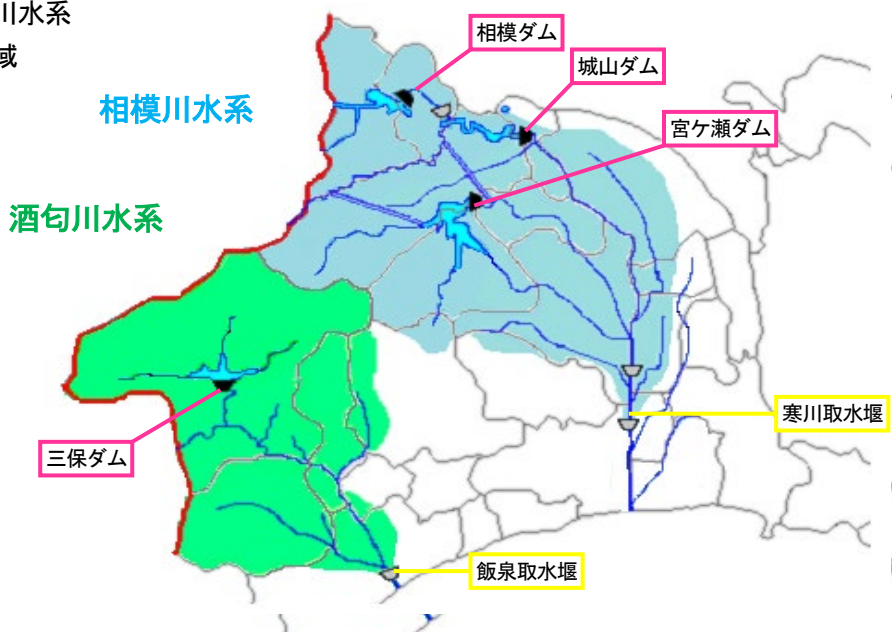 川水系
域
相模ダム
城山ダム
相模川水系
宮ケ瀬ダム
酒匂川水系
寒川取水堰
三保ダム
飯泉取水堰